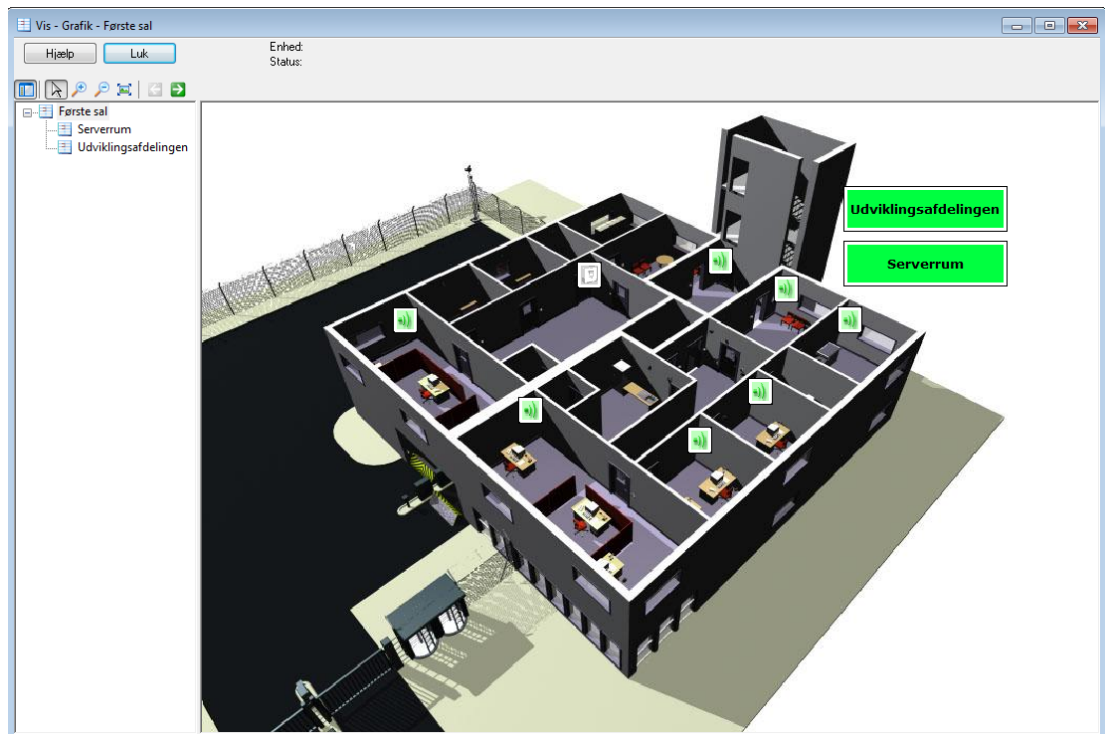 Vis - Grafik - Første sal
Hjælp
Luk
Enhed:
Status:
Første sal
Serverrum
Udviklingsafdelingen
Udviklingsafdelingen
Serverrum